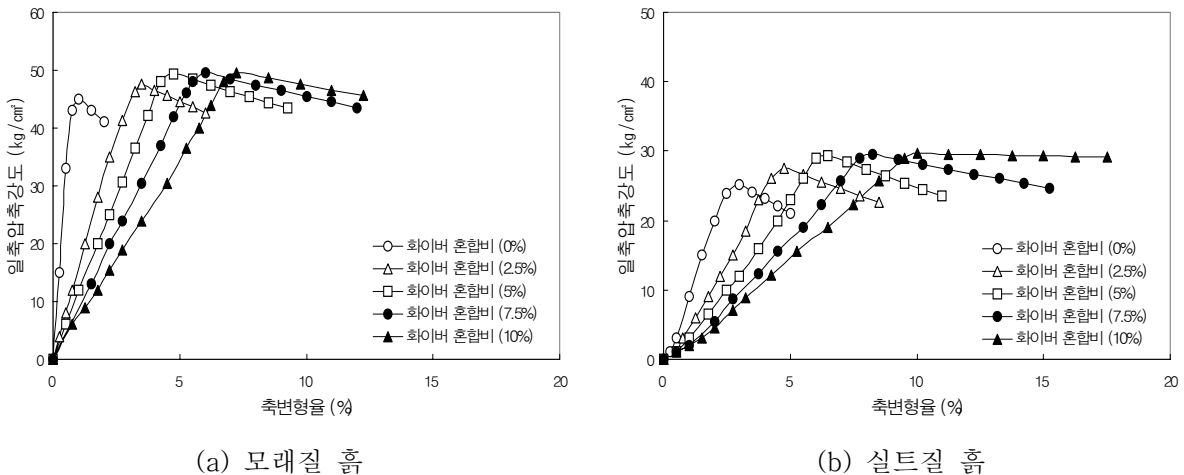 60
50
40
30
20
10
0
일축압축강도 (kg/㎠)
화이버 혼합비 (0%)
화이버 혼합비 (2.5%)
화이버 혼합비 (5%)
화이버 혼합비 (7.5%)
화이버 혼합비 (10%)
0 5 10 15 20
축변형율 (%)
(a) 모래질 흙
50
40
30
20
10
0
일축압축강도 (kg/㎠)
화이버 혼합비 (0%)
화이버 혼합비 (2.5%)
화이버 혼합비 (5%)
화이버 혼합비 (7.5%)
화이버 혼합비 (10%)
0 5 10 15 20
축변형율 (%)
(b) 실트질 흙